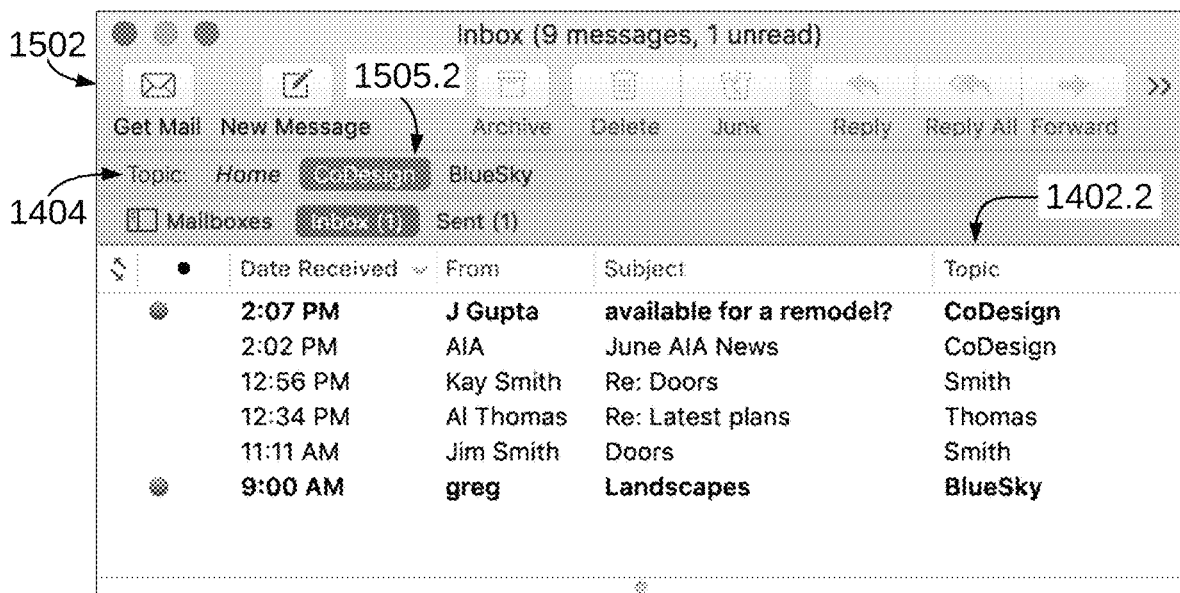 Inbox (9 messages, 1 unread)
1502
1505.2
Get Mail New Message Archive Delete Junk Reply Reply All Forward
Topic: Home CoDesign BlueSky
1404
1402.2
Mailboxes Inbox (1) Sent (1)
Date Received From Subject Topic
2:07 PM J Gupta available for a remodel? CoDesign
2:02 PM AIA June AIA News CoDesign
12:56 PM Kay Smith Re: Doors Smith
12:34 PM Al Thomas Re: Latest plans Thomas
11:11 AM Jim Smith Doors Smith
9:00 AM greg Landscapes BlueSky